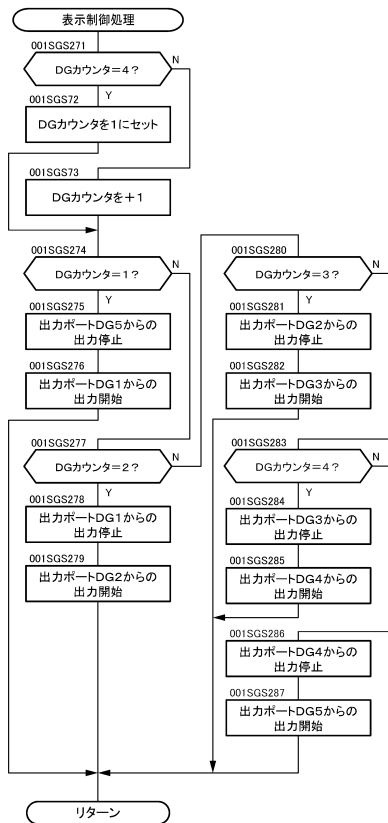 表示制御処理
001SGS271
DGカウンタ=4?
N
Y
001SGS72
DGカウンタを1にセット
001SGS73
DGカウンタを+1
001SGS274
DGカウンタ=1?
N
Y
001SGS275
出力ポートDG5からの
出力停止
001SGS276
出力ポートDG1からの
出力開始
001SGS277
DGカウンタ=2?
N
Y
001SGS278
出力ポートDG1からの
出力停止
001SGS279
出力ポートDG2からの
出力開始
001SGS280
DGカウンタ=3?
N
Y
001SGS281
出力ポートDG2からの
出力停止
001SGS282
出力ポートDG3からの
出力開始
001SGS283
DGカウンタ=4?
N
Y
001SGS284
出力ポートDG3からの
出力停止
001SGS285
出力ポートDG4からの
出力開始
001SGS286
出力ポートDG4からの
出力停止
001SGS287
出力ポートDG5からの
出力開始
リターン